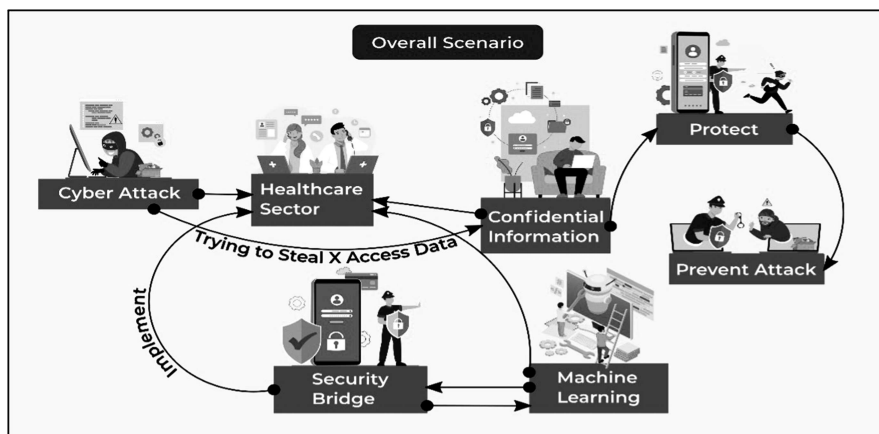 Overall Scenario
Protect
Cyber Attack
Healthcare
Sector
Confidential
Information
Trying to Steal X Access Data
Prevent Attack
Implement
Security
Bridge
Machine
Learning